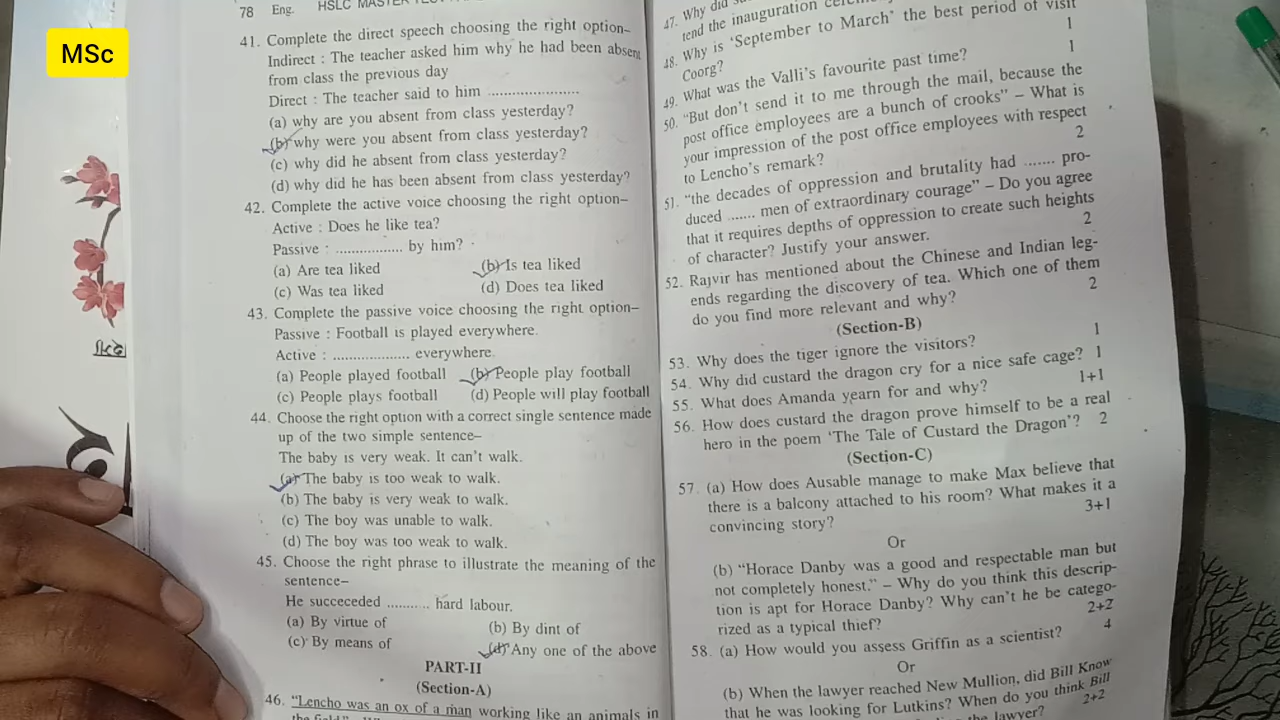 MSc
78 Eng. HSLC MASTER
41. Complete the direct speech choosing the right option–
Indirect : The teacher asked him why he had been absent
from class the previous day
Direct : The teacher said to him .....................
(a) why are you absent from class yesterday?
(b) why were you absent from class yesterday?
(c) why did he absent from class yesterday?
(d) why did he has been absent from class yesterday?
42. Complete the active voice choosing the right option–
Active : Does he like tea?
Passive : ................ by him?
(a) Are tea liked (b) Is tea liked
(c) Was tea liked (d) Does tea liked
43. Complete the passive voice choosing the right option–
Passive : Football is played everywhere.
Active : ................... everywhere.
(a) People played football (b) People play football
(c) People plays football (d) People will play football
44. Choose the right option with a correct single sentence made
up of the two simple sentence–
The baby is very weak. It can't walk.
(a) The baby is too weak to walk.
(b) The baby is very weak to walk.
(c) The boy was unable to walk.
(d) The boy was too weak to walk.
45. Choose the right phrase to illustrate the meaning of the
sentence–
He succeceded ........... hard labour.
(a) By virtue of (b) By dint of
(c) By means of (d) Any one of the above
PART-II
(Section-A)
46. "Lencho was an ox of a man working like an animals in
47. Why did
tend the inauguration
48. Why is 'September to March' the best period of visit
Coorg? 1
49. What was the Valli's favourite past time? 1
50. "But don't send it to me through the mail, because the
post office employees are a bunch of crooks" – What is
your impression of the post office employees with respect
to Lencho's remark? 2
51. "the decades of oppression and brutality had ....... pro-
duced ....... men of extraordinary courage" – Do you agree
that it requires depths of oppression to create such heights
of character? Justify your answer. 2
52. Rajvir has mentioned about the Chinese and Indian leg-
ends regarding the discovery of tea. Which one of them
do you find more relevant and why? 2
(Section-B)
53. Why does the tiger ignore the visitors? 1
54. Why did custard the dragon cry for a nice safe cage? 1
55. What does Amanda yearn for and why? 1+1
56. How does custard the dragon prove himself to be a real
hero in the poem 'The Tale of Custard the Dragon'? 2
(Section-C)
57. (a) How does Ausable manage to make Max believe that
there is a balcony attached to his room? What makes it a
convincing story? 3+1
Or
(b) "Horace Danby was a good and respectable man but
not completely honest." – Why do you think this descrip-
tion is apt for Horace Danby? Why can't he be catego-
rized as a typical thief? 2+2
58. (a) How would you assess Griffin as a scientist? 4
Or
(b) When the lawyer reached New Mullion, did Bill Know
that he was looking for Lutkins? When do you think Bill
the lawyer? 2+2